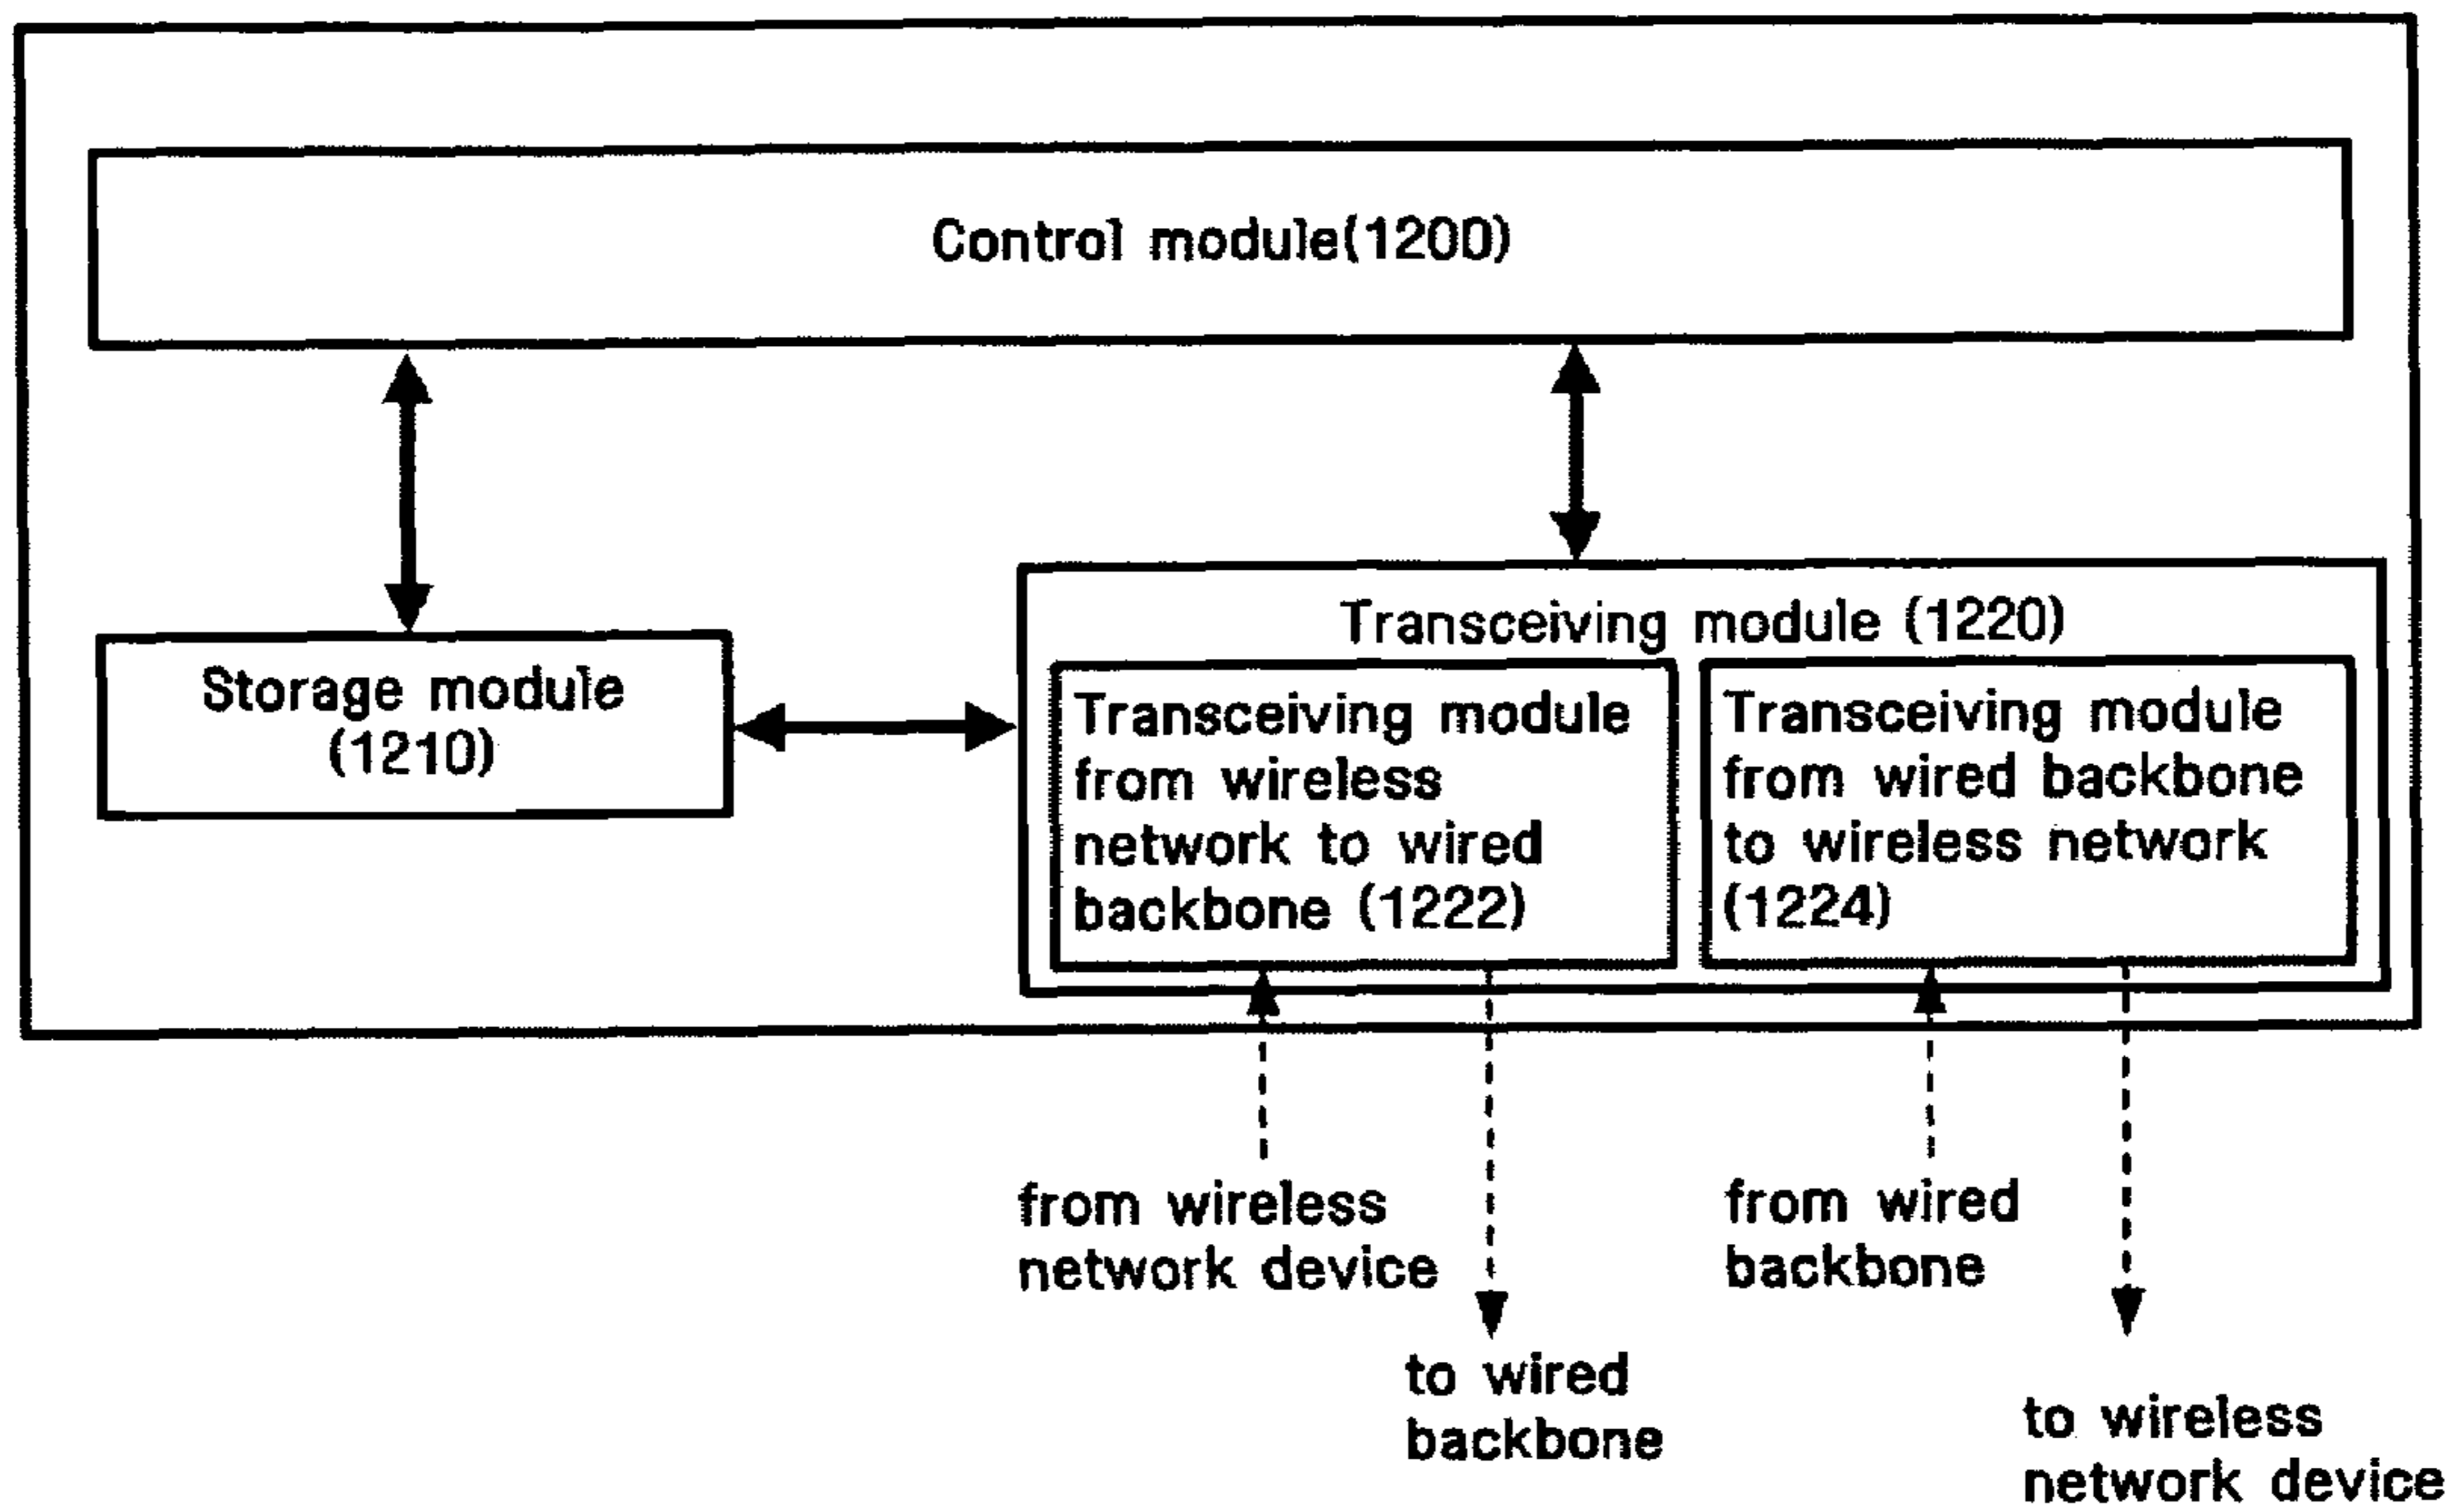 Control module(1200)
Storage module
(1210)
Transceiving module (1220)
Transceiving module
from wireless
network to wired
backbone (1222)
Transceiving module
from wired backbone
to wireless network
(1224)
from wireless
network device
to wired
backbone
from wired
backbone
to wireless
network device